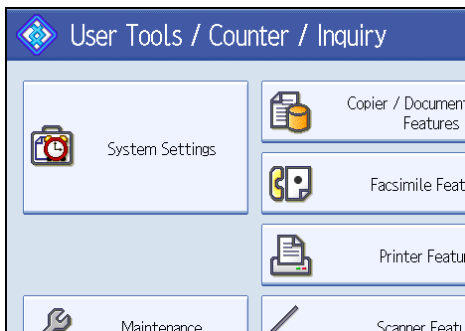 User Tools / Counter / Inquiry
System Settings
Copier / Document
Features
Facsimile Feat
Printer Featu
Maintenance
Scanner Featu